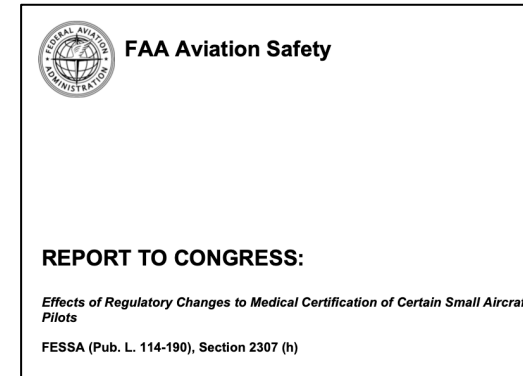 FEDERAL AVIATION
ADMINISTRATION
FAA Aviation Safety
REPORT TO CONGRESS:
Effects of Regulatory Changes to Medical Certification of Certain Small Aircraf
Pilots
FESSA (Pub. L. 114-190), Section 2307 (h)